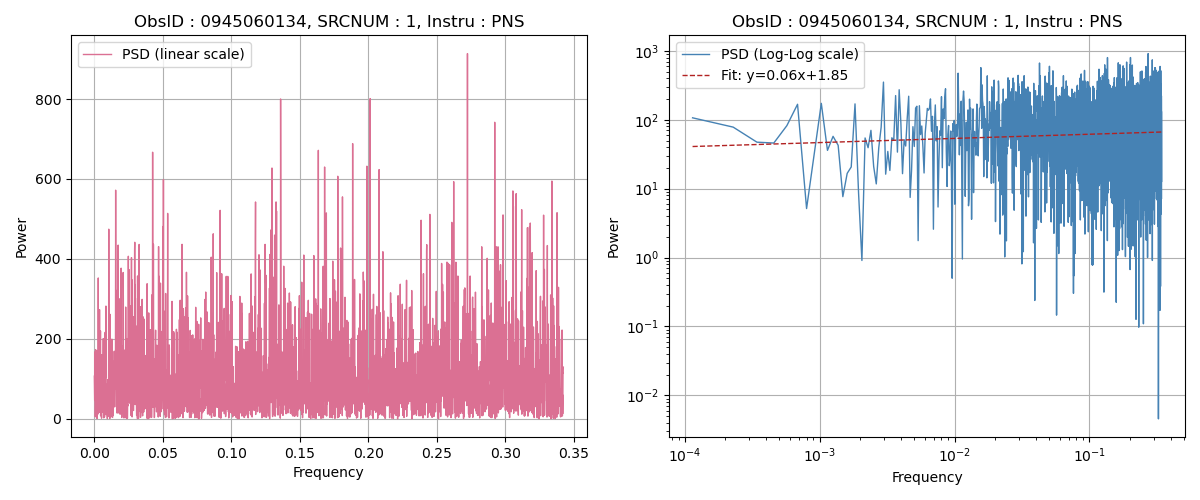 ObsID : 0945060134, SRCNUM : 1, Instru : PNS
PSD (linear scale)
Power
800
600
400
200
0
0.00 0.05 0.10 0.15 0.20 0.25 0.30 0.35
Frequency
ObsID : 0945060134, SRCNUM : 1, Instru : PNS
PSD (Log-Log scale)
Fit: y=0.06x+1.85
Power
10³
10²
10¹
10⁰
10⁻¹
10⁻²
10⁻⁴ 10⁻³ 10⁻² 10⁻¹
Frequency